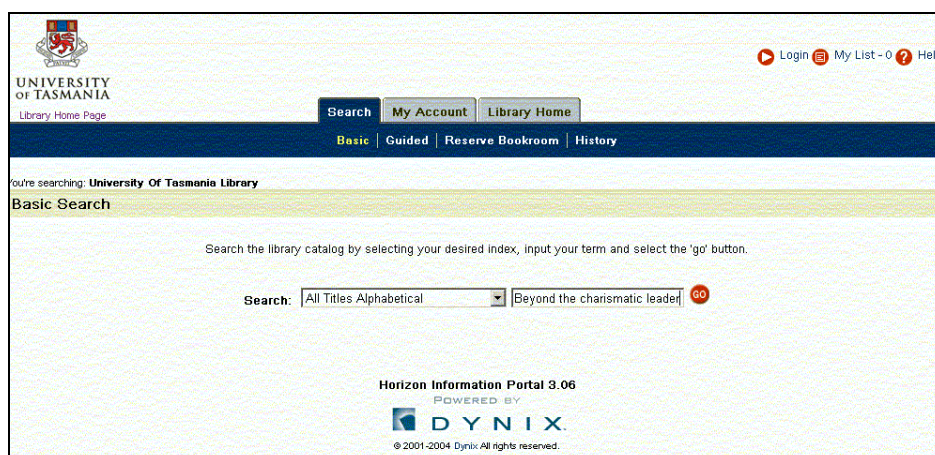 Login My List - 0 Hel
UNIVERSITY
OF TASMANIA
Library Home Page
Search My Account Library Home
Basic | Guided | Reserve Bookroom | History
You're searching: University Of Tasmania Library
Basic Search
Search the library catalog by selecting your desired index, input your term and select the 'go' button.
Search: All Titles Alphabetical Beyond the charismatic leader GO
Horizon Information Portal 3.06
POWERED BY
DYNIX.
© 2001-2004 Dynix All rights reserved.